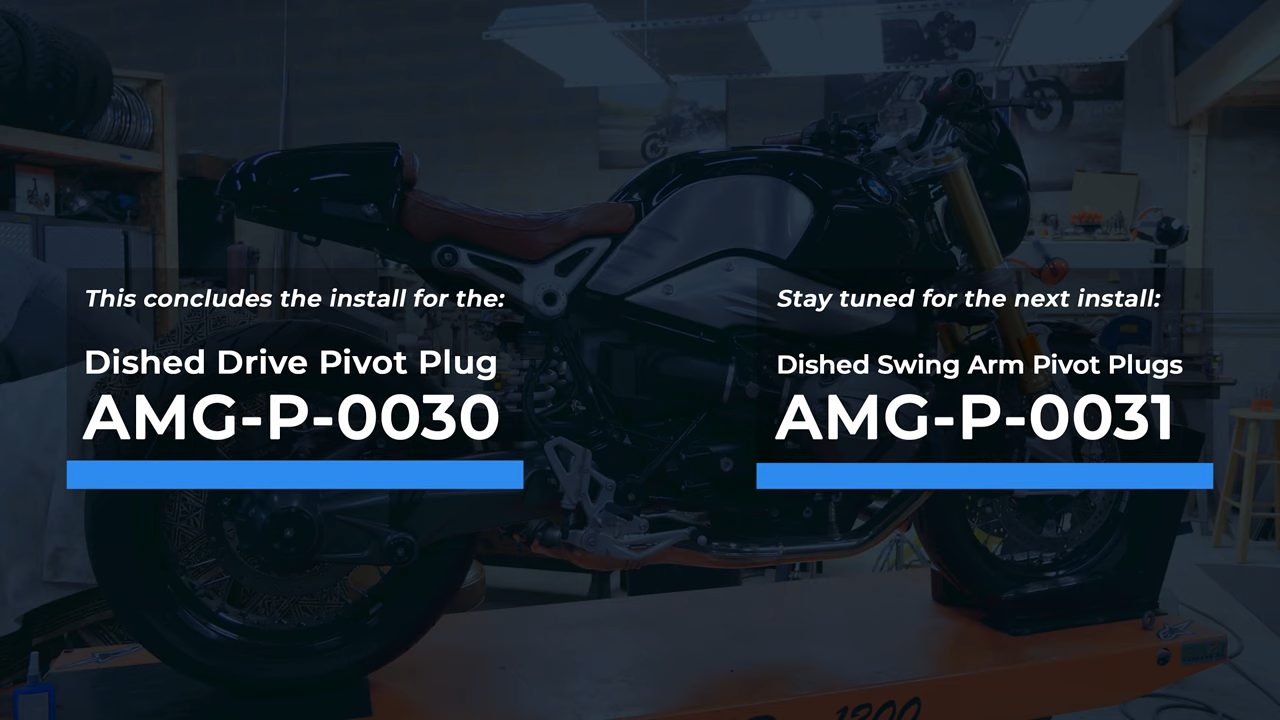 This concludes the install for the:
Dished Drive Pivot Plug
AMG-P-0030
Stay tuned for the next install:
Dished Swing Arm Pivot Plugs
AMG-P-0031
1200